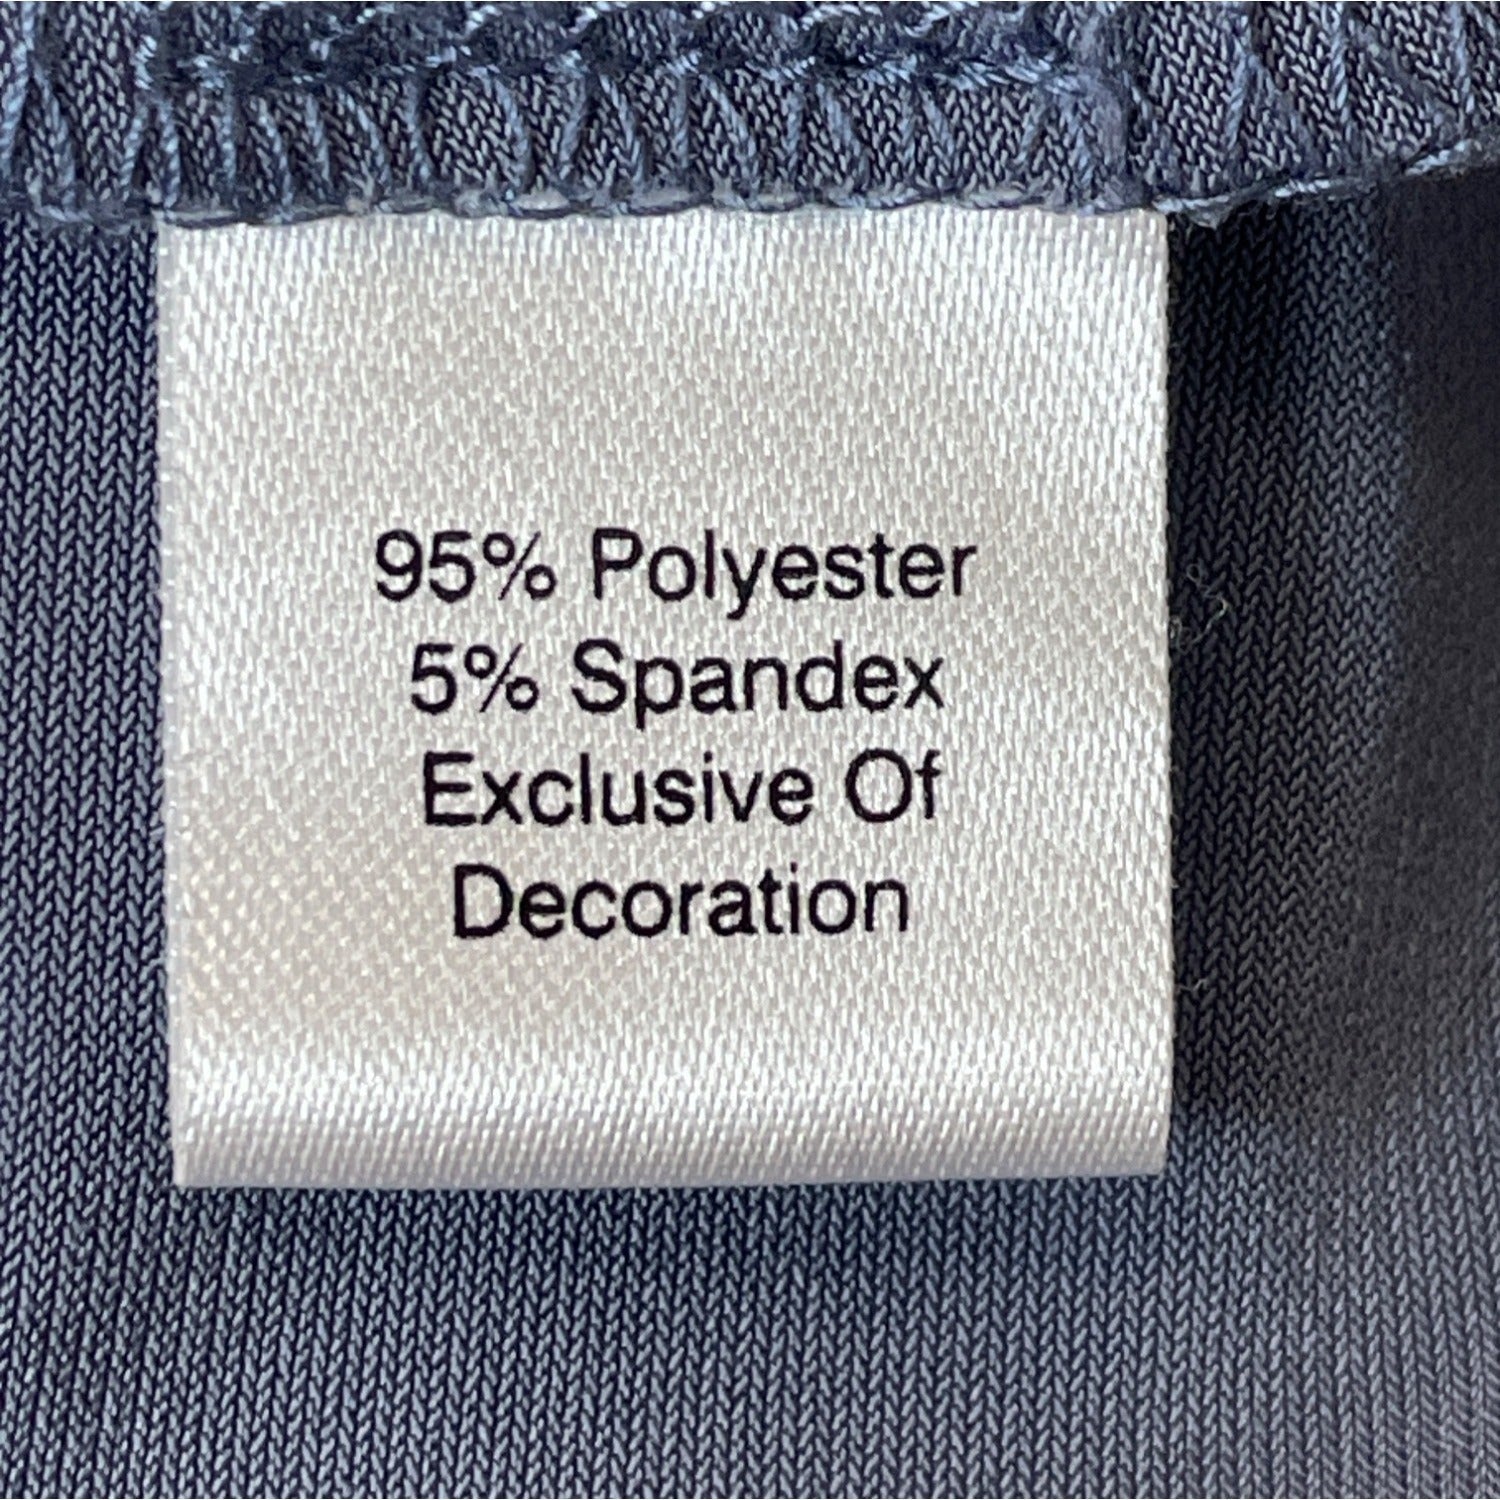 95% Polyester
5% Spandex
Exclusive Of
Decoration